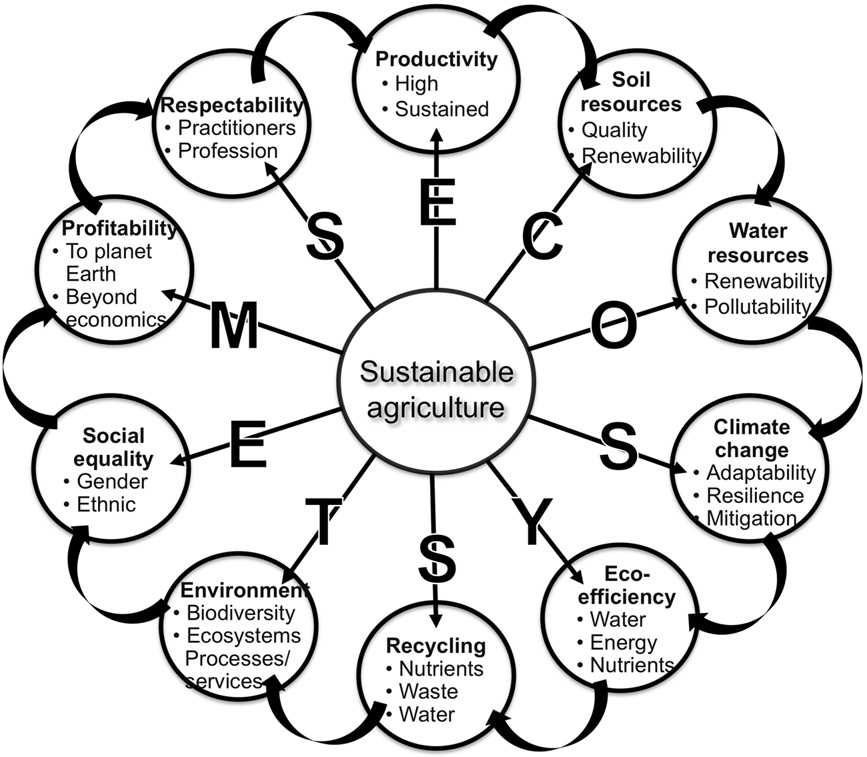 Productivity
• High
• Sustained
Soil
resources
• Quality
• Renewability
Water
resources
• Renewability
• Pollutability
Climate
change
• Adaptability
• Resilience
• Mitigation
Eco-
efficiency
• Water
• Energy
• Nutrients
Recycling
• Nutrients
• Waste
• Water
Environment
• Biodiversity
• Ecosystems
Processes/
services
Social
equality
• Gender
• Ethnic
Profitability
• To planet
Earth
• Beyond
economics
Respectability
• Practitioners
• Profession
E
C
O
S
Y
S
T
E
M
S
Sustainable
agriculture